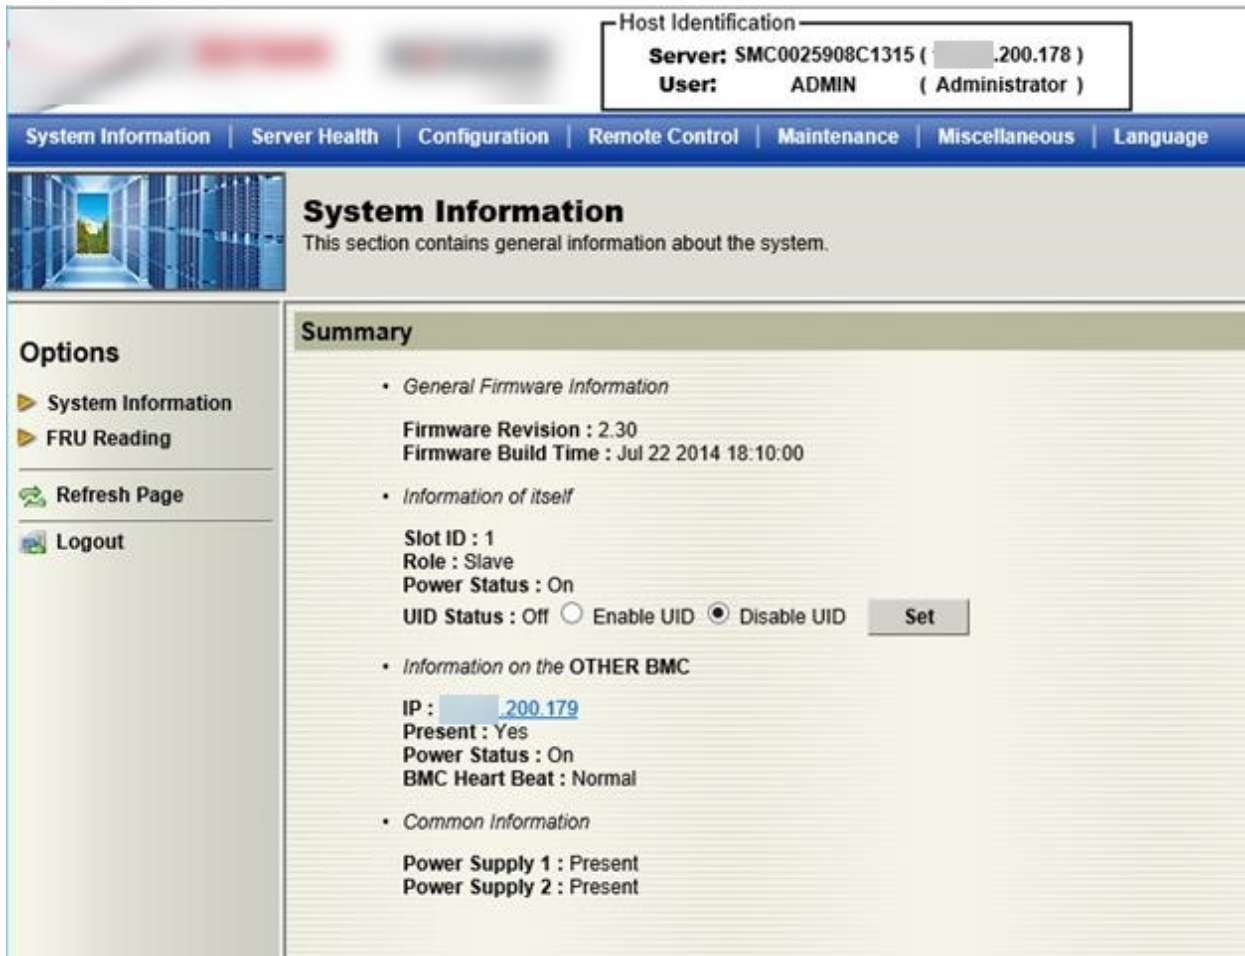 Host Identification
Server: SMC0025908C1315 ( .200.178 )
User: ADMIN ( Administrator )
System Information | Server Health | Configuration | Remote Control | Maintenance | Miscellaneous | Language
System Information
This section contains general information about the system.
Options
System Information
FRU Reading
Refresh Page
Logout
Summary
• General Firmware Information
Firmware Revision : 2.30
Firmware Build Time : Jul 22 2014 18:10:00
• Information of itself
Slot ID : 1
Role : Slave
Power Status : On
UID Status : Off Enable UID Disable UID Set
• Information on the OTHER BMC
IP : .200.179
Present : Yes
Power Status : On
BMC Heart Beat : Normal
• Common Information
Power Supply 1 : Present
Power Supply 2 : Present